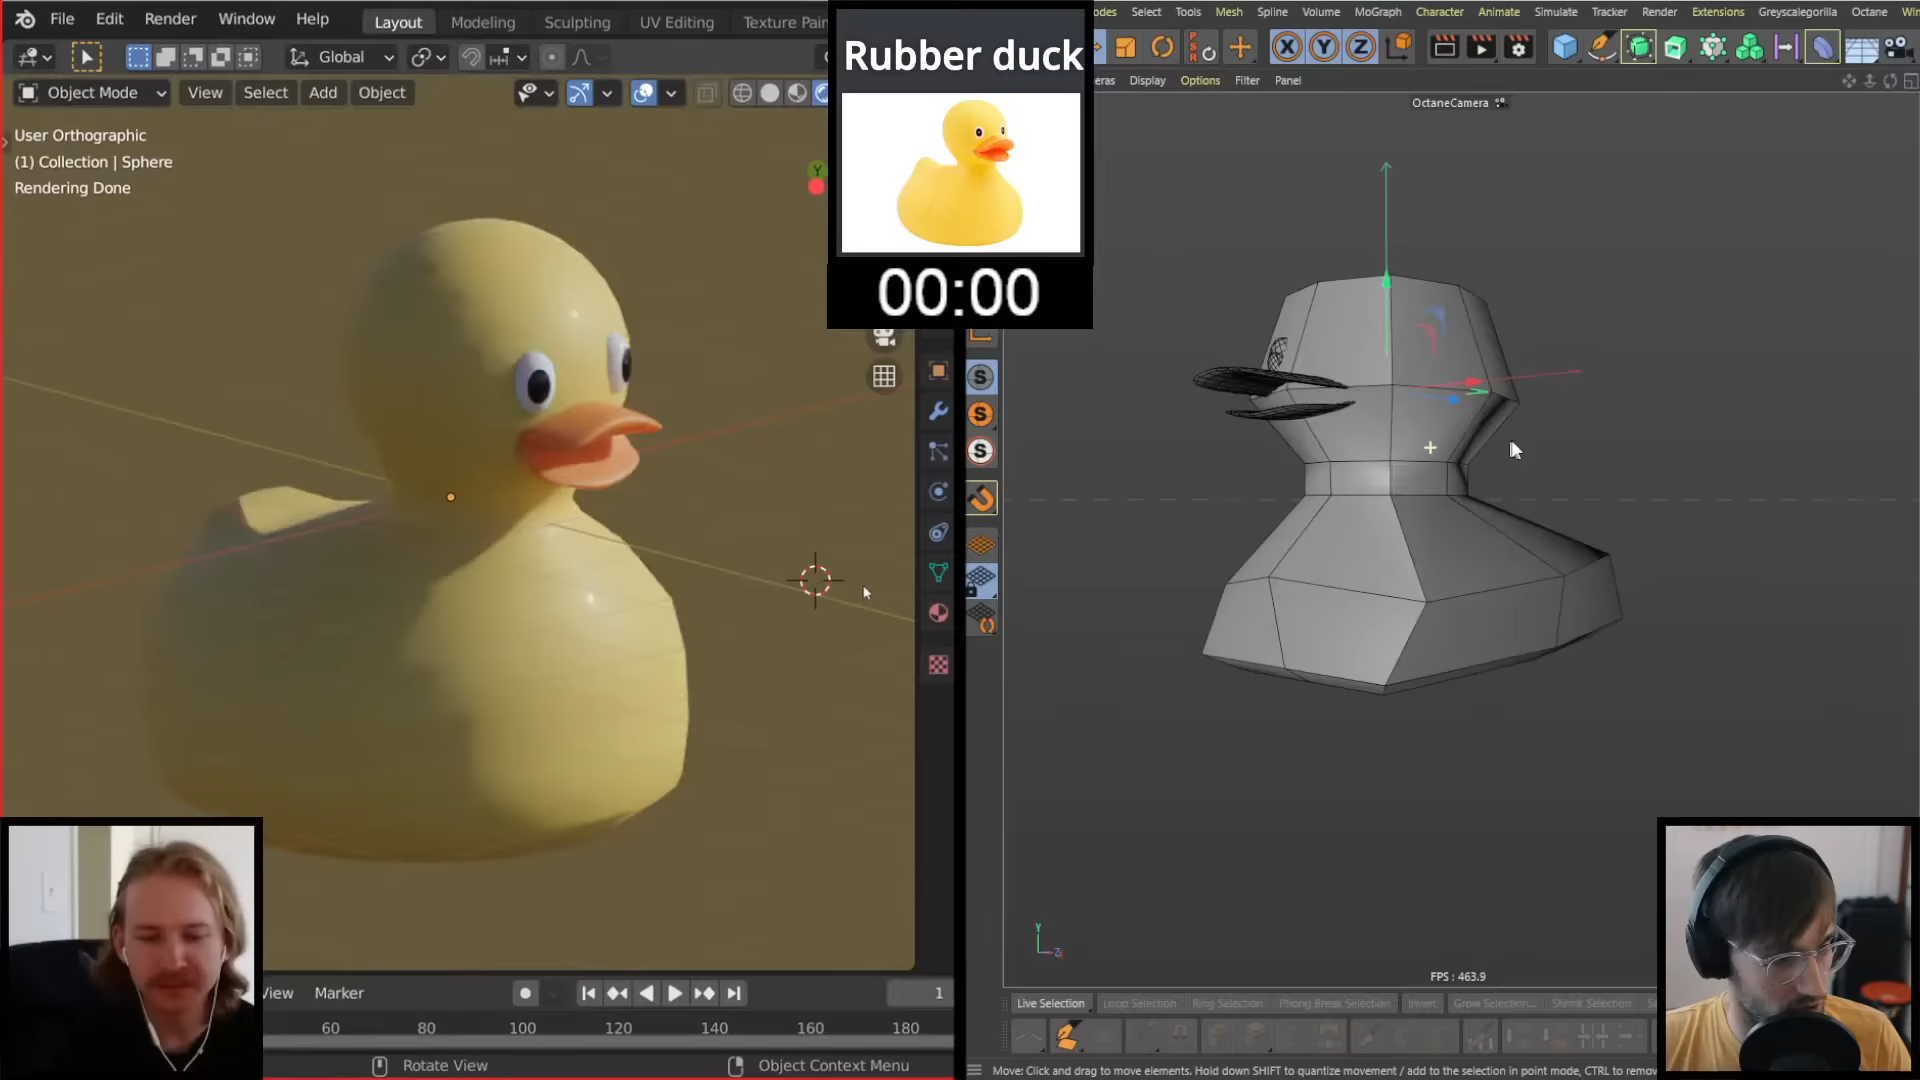 File Edit Render Window Help Layout Modeling Sculpting UV Editing
Global
Object Mode View Select Add Object
User Orthographic
(1) Collection | Sphere
Rendering Done
Y
Rubber duck
00:00
Select Tools Mesh Spline Volume MoGraph Character Animate Simulate Tracker Render Extensions Greyscalegorilla Octane
PSR X Y Z
Display Options Filter Panel
OctaneCamera
S
S
S
Y
FPS : 463.9
View Marker 1
60 80 100 120 140 160 180
Rotate View Object Context Menu
Live Selection Loop Selection Ring Selection Phong Break Selection Invert Grow Selection... Shrink Selection
Move: Click and drag to move elements. Hold down SHIFT to quantize movement / add to the selection in point mode, CTRL to remov